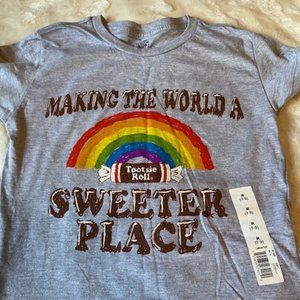 MAKING THE WORLD A
Tootsie
Roll
SWEETER
PLACE
M
M
M
M